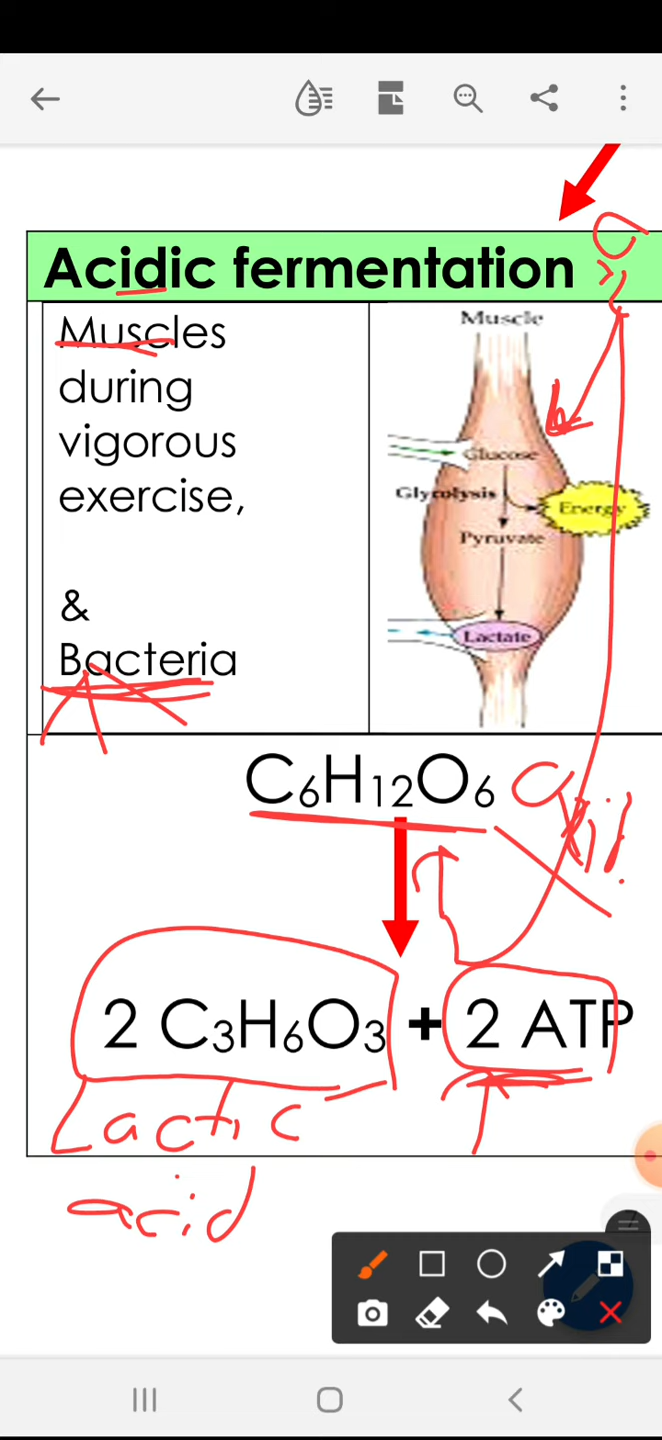 Acidic fermentation
Muscles
during
vigorous
exercise,
&
Bacteria
Muscle
Glucose
Glycolysis
Energy
Pyruvate
Lactate
C₆H₁₂O₆
2 C₃H₆O₃ + 2 ATP
Lactic
acid